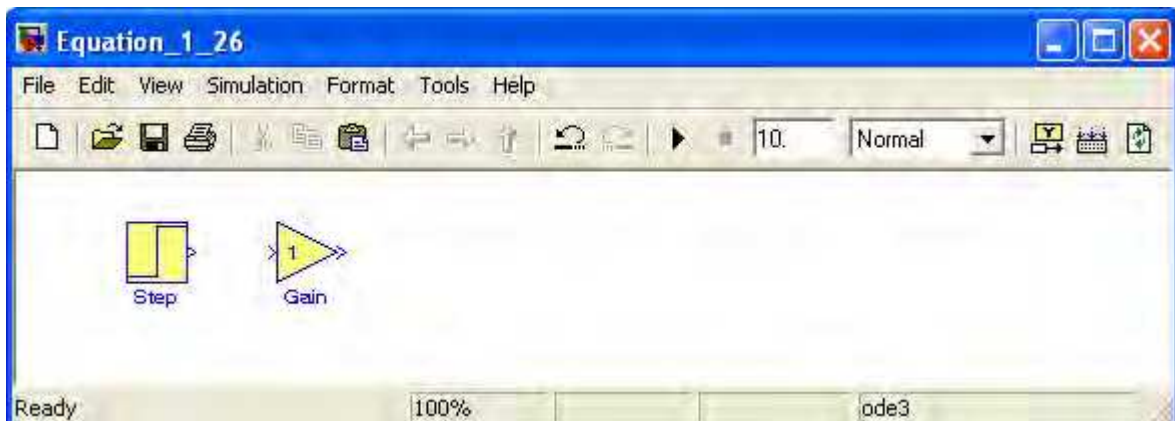 Equation_1_26
File Edit View Simulation Format Tools Help
10. Normal
1
Step Gain
Ready 100% ode3